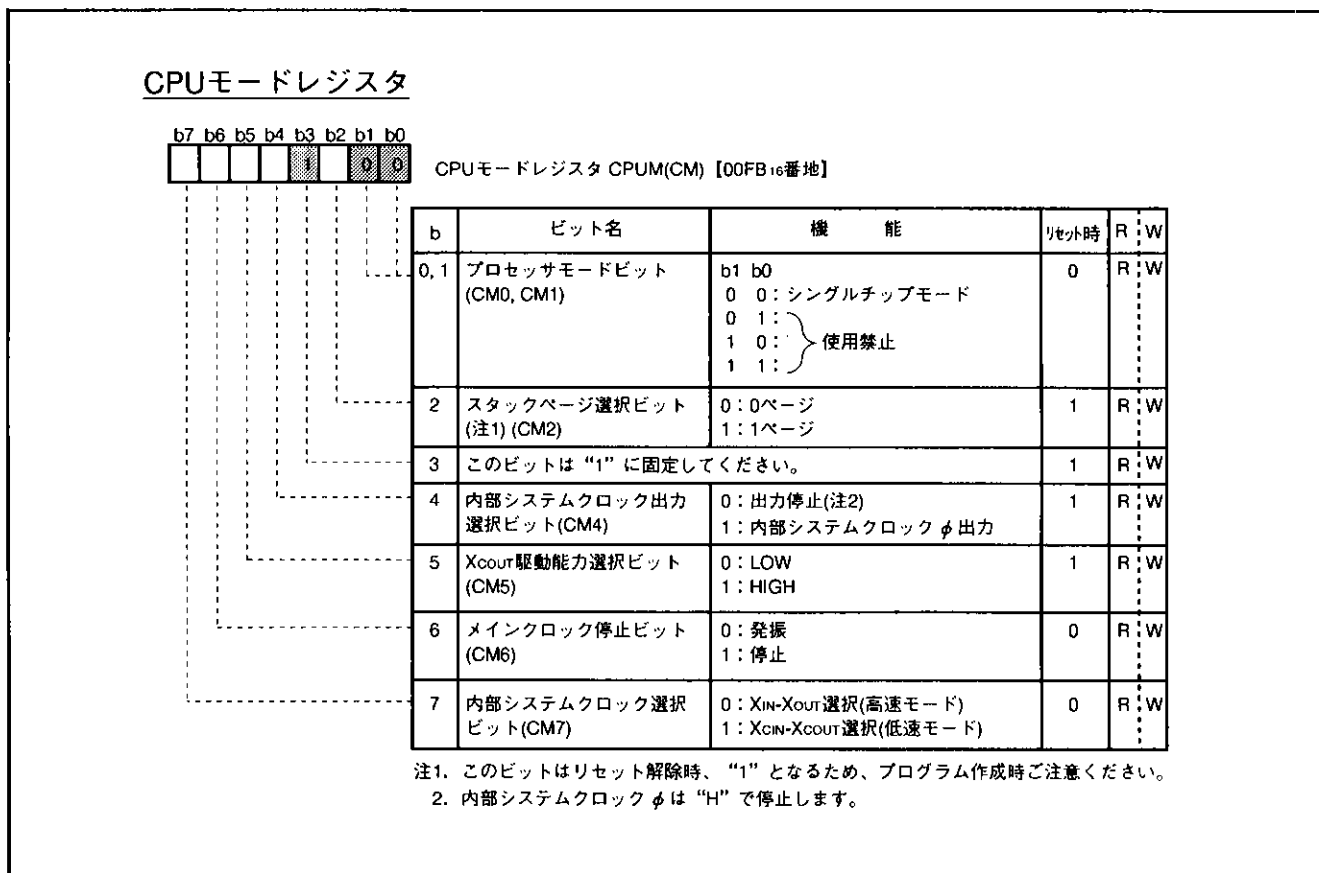 CPUモードレジスタ
b7 b6 b5 b4 b3 b2 b1 b0
1 0 0
CPUモードレジスタ CPUM(CM)【00FB16番地】
b ビット名 機 能 リセット時 R W
0, 1 プロセッサモードビット b1 b0 0 R W
(CM0, CM1) 0 0：シングルチップモード
0 1：
1 0： 使用禁止
1 1：
2 スタックページ選択ビット 0：0ページ 1 R W
(注1) (CM2) 1：1ページ
3 このビットは“1”に固定してください。 1 R W
4 内部システムクロック出力 0：出力停止(注2) 1 R W
選択ビット(CM4) 1：内部システムクロックφ出力
5 XCOUT駆動能力選択ビット 0：LOW 1 R W
(CM5) 1：HIGH
6 メインクロック停止ビット 0：発振 0 R W
(CM6) 1：停止
7 内部システムクロック選択 0：XIN-XOUT選択(高速モード) 0 R W
ビット(CM7) 1：XCIN-XCOUT選択(低速モード)
注1. このビットはリセット解除時、“1”となるため、プログラム作成時ご注意ください。
2. 内部システムクロックφは“H”で停止します。